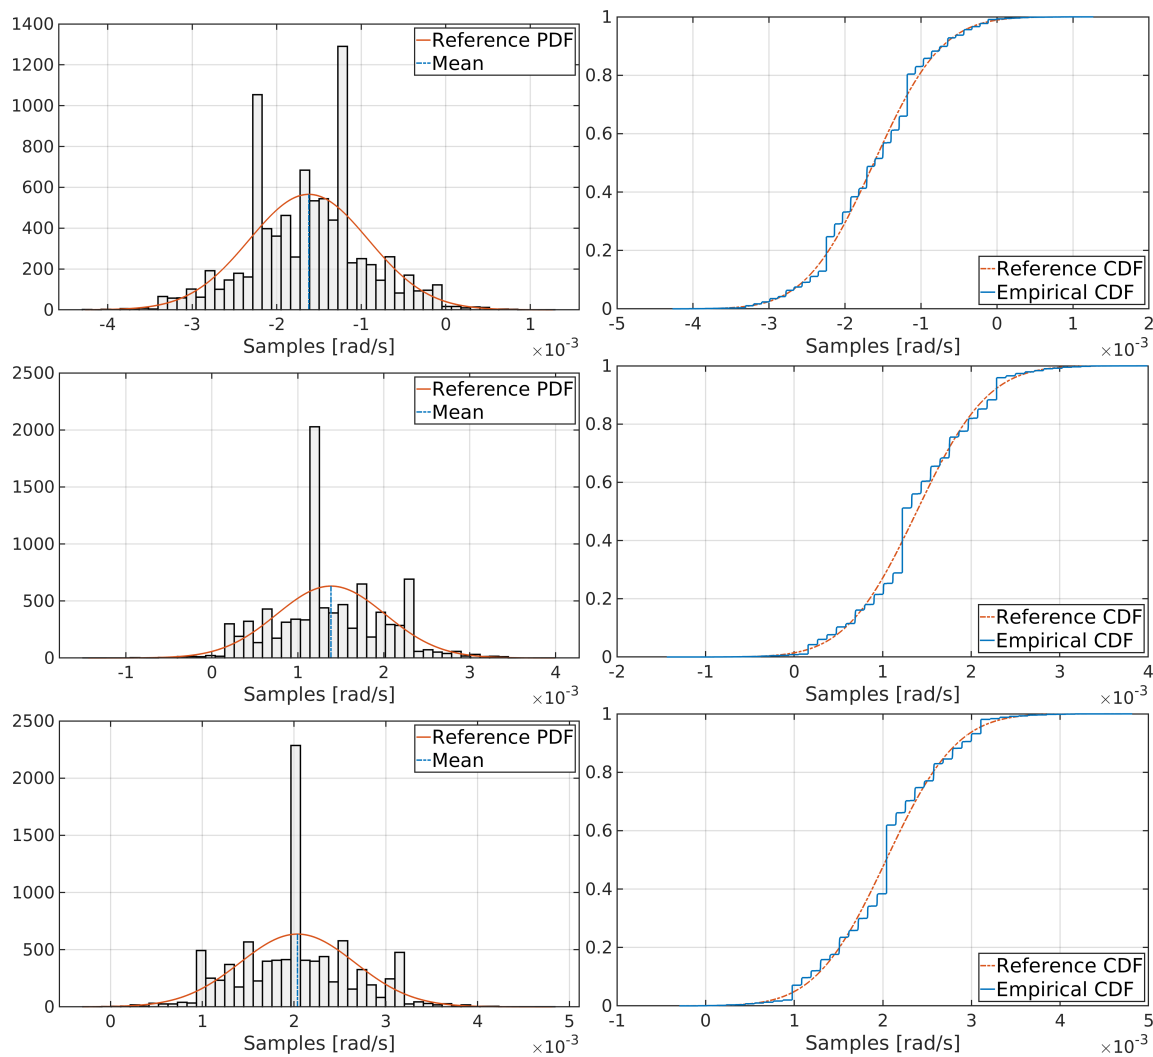 1400
1200
1000
800
600
400
200
0
-4 -3 -2 -1 0 1
Samples [rad/s]
×10-3
Reference PDF
Mean
1
0.8
0.6
0.4
0.2
0
-5 -4 -3 -2 -1 0 1 2
Samples [rad/s]
×10-3
Reference CDF
Empirical CDF
2500
2000
1500
1000
500
0
-1 0 1 2 3 4
Samples [rad/s]
×10-3
Reference PDF
Mean
1
0.8
0.6
0.4
0.2
0
-2 -1 0 1 2 3 4
Samples [rad/s]
×10-3
Reference CDF
Empirical CDF
2500
2000
1500
1000
500
0
0 1 2 3 4 5
Samples [rad/s]
×10-3
Reference PDF
Mean
1
0.8
0.6
0.4
0.2
0
-1 0 1 2 3 4 5
Samples [rad/s]
×10-3
Reference CDF
Empirical CDF